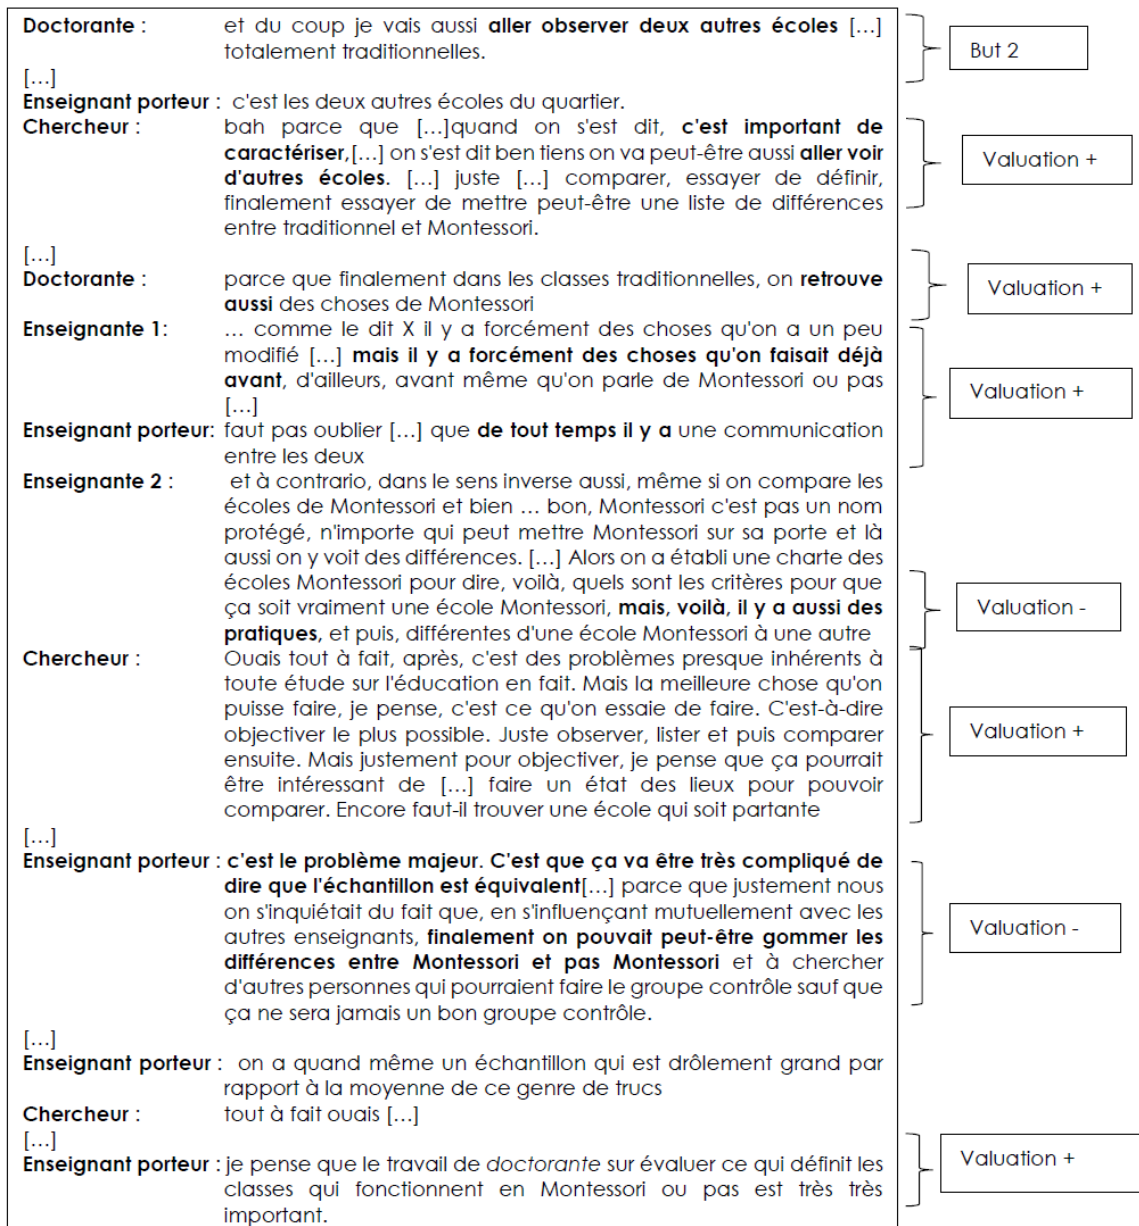 Doctorante : et du coup je vais aussi aller observer deux autres écoles […]
totalement traditionnelles.
But 2
[…]
Enseignant porteur : c'est les deux autres écoles du quartier.
Chercheur : bah parce que […]quand on s'est dit, c'est important de
caractériser,[…] on s'est dit ben tiens on va peut-être aussi aller voir
d'autres écoles. […] juste […] comparer, essayer de définir,
finalement essayer de mettre peut-être une liste de différences
entre traditionnel et Montessori.
Valuation +
[…]
Doctorante : parce que finalement dans les classes traditionnelles, on retrouve
aussi des choses de Montessori
Valuation +
Enseignante 1: … comme le dit X il y a forcément des choses qu'on a un peu
modifié […] mais il y a forcément des choses qu'on faisait déjà
avant, d'ailleurs, avant même qu'on parle de Montessori ou pas
[…]
Enseignant porteur: faut pas oublier […] que de tout temps il y a une communication
entre les deux
Valuation +
Enseignante 2 : et à contrario, dans le sens inverse aussi, même si on compare les
écoles de Montessori et bien … bon, Montessori c'est pas un nom
protégé, n'importe qui peut mettre Montessori sur sa porte et là
aussi on y voit des différences. […] Alors on a établi une charte des
écoles Montessori pour dire, voilà, quels sont les critères pour que
ça soit vraiment une école Montessori, mais, voilà, il y a aussi des
pratiques, et puis, différentes d'une école Montessori à une autre
Valuation -
Chercheur : Ouais tout à fait, après, c'est des problèmes presque inhérents à
toute étude sur l'éducation en fait. Mais la meilleure chose qu'on
puisse faire, je pense, c'est ce qu'on essaie de faire. C'est-à-dire
objectiver le plus possible. Juste observer, lister et puis comparer
ensuite. Mais justement pour objectiver, je pense que ça pourrait
être intéressant de […] faire un état des lieux pour pouvoir
comparer. Encore faut-il trouver une école qui soit partante
Valuation +
[…]
Enseignant porteur : c'est le problème majeur. C'est que ça va être très compliqué de
dire que l'échantillon est équivalent[…] parce que justement nous
on s'inquiétait du fait que, en s'influençant mutuellement avec les
autres enseignants, finalement on pouvait peut-être gommer les
différences entre Montessori et pas Montessori et à chercher
d'autres personnes qui pourraient faire le groupe contrôle sauf que
ça ne sera jamais un bon groupe contrôle.
Valuation -
[…]
Enseignant porteur : on a quand même un échantillon qui est drôlement grand par
rapport à la moyenne de ce genre de trucs
Chercheur : tout à fait ouais […]
[…]
Enseignant porteur : je pense que le travail de doctorante sur évaluer ce qui définit les
classes qui fonctionnent en Montessori ou pas est très très
important.
Valuation +